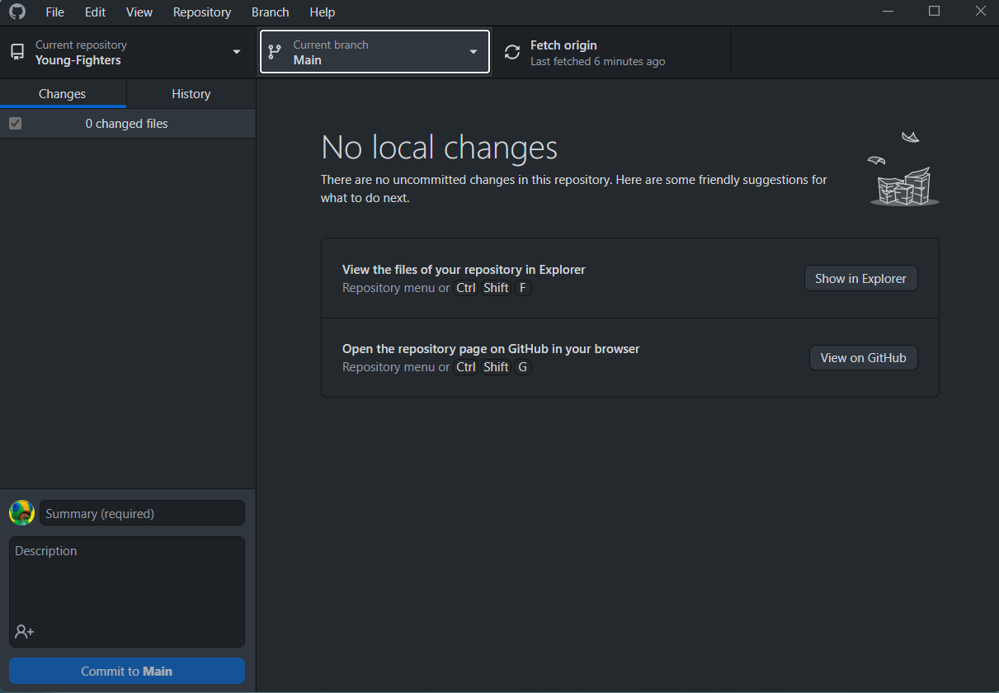 File Edit View Repository Branch Help
Current repository
Young-Fighters
Current branch
Main
Fetch origin
Last fetched 6 minutes ago
Changes
History
0 changed files
No local changes
There are no uncommitted changes in this repository. Here are some friendly suggestions for
what to do next.
View the files of your repository in Explorer
Repository menu or Ctrl Shift F
Show in Explorer
Open the repository page on GitHub in your browser
Repository menu or Ctrl Shift G
View on GitHub
Summary (required)
Description
Commit to Main